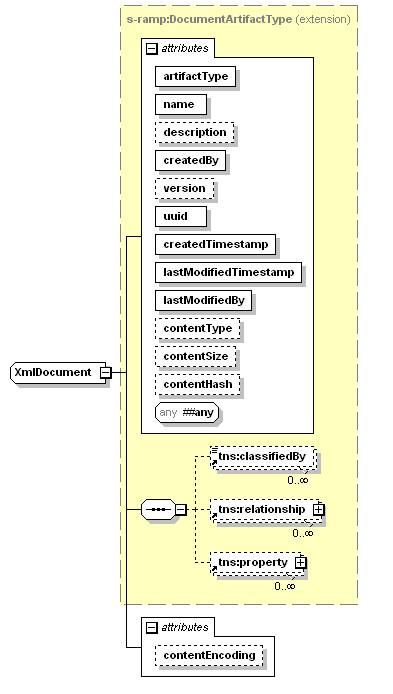 s-ramp:DocumentArtifactType (extension)
attributes
artifactType
name
description
createdBy
version
uuid
createdTimestamp
lastModifiedTimestamp
lastModifiedBy
contentType
contentSize
contentHash
any ##any
XmlDocument
tns:classifiedBy
0..∞
tns:relationship
0..∞
tns:property
0..∞
attributes
contentEncoding